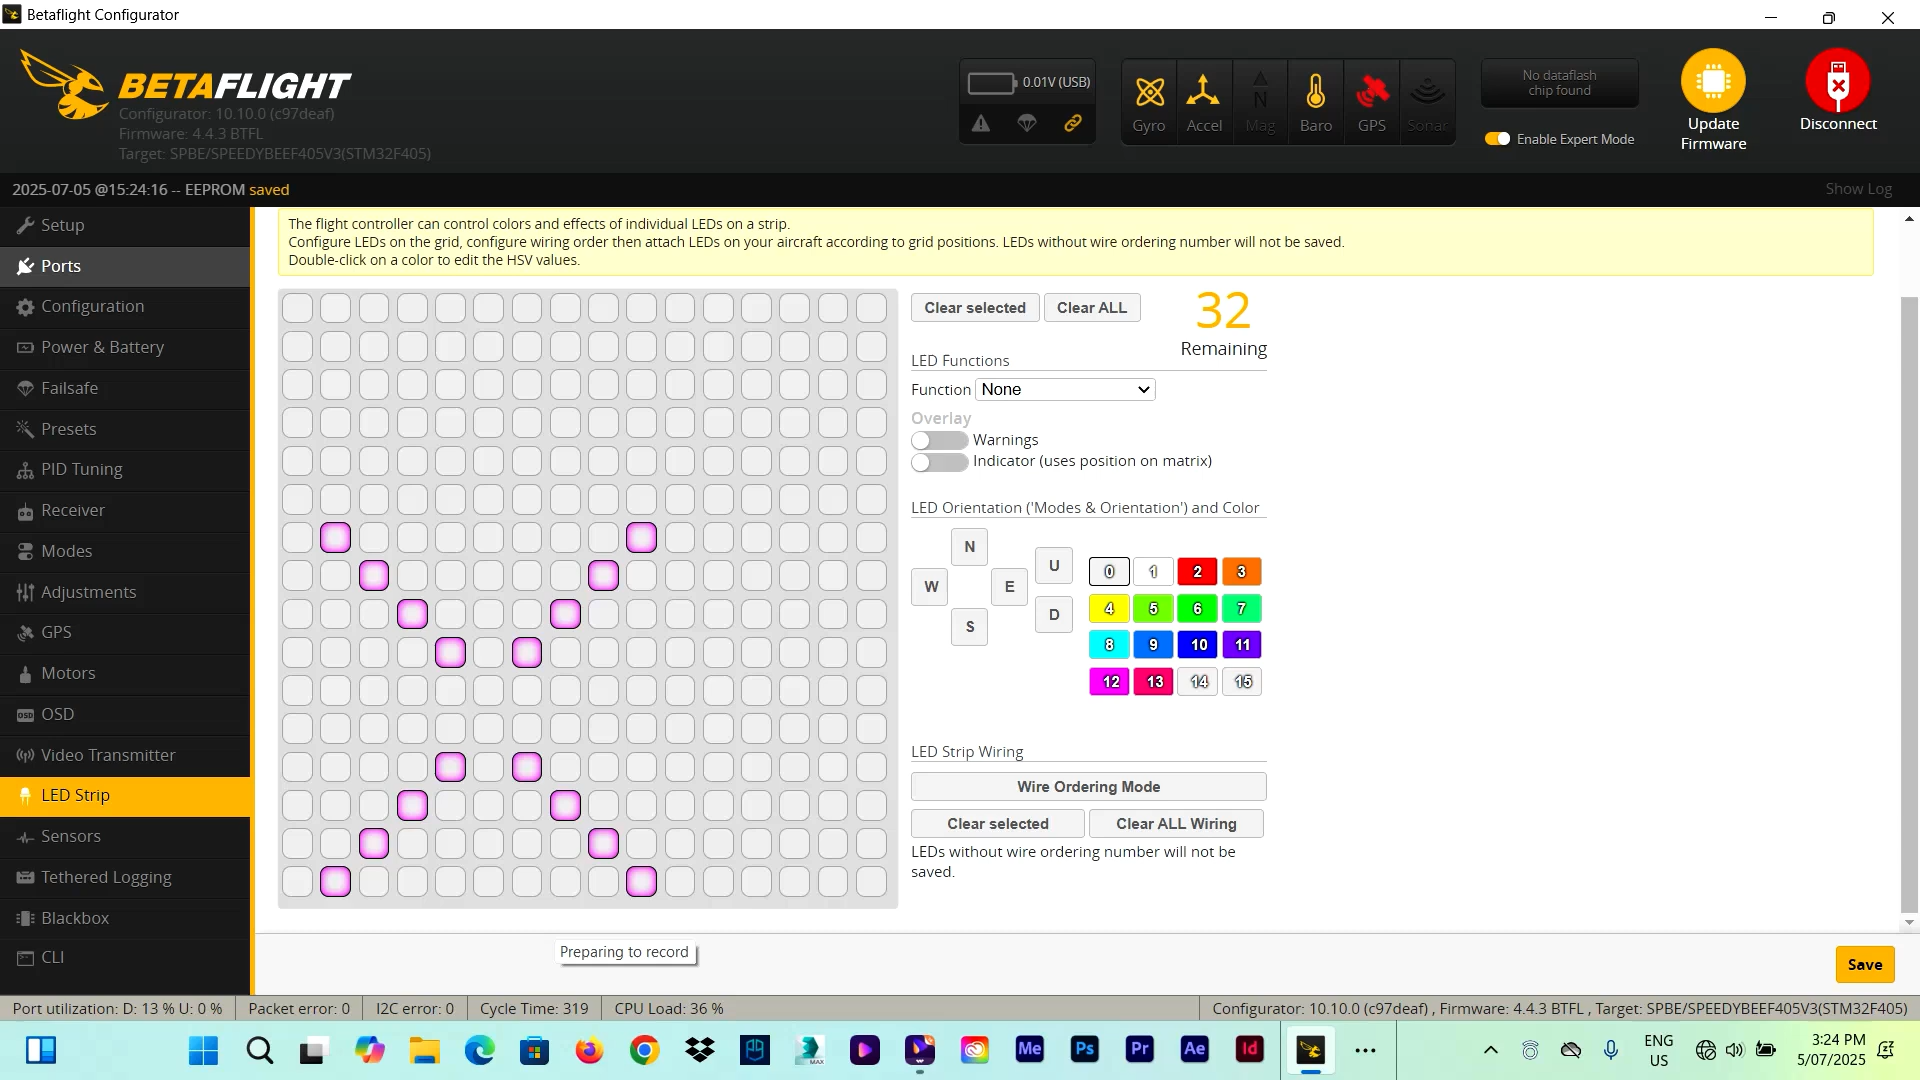 Betaflight Configurator
BETAFLIGHT
Configurator: 10.10.0 (c97deaf)
Firmware: 4.4.3 BTFL
Target: SPBE/SPEEDYBEEF405V3(STM32F405)
0.01V (USB)
Gyro
Accel
N
Mag
Baro
GPS
Sonar
No dataflash
chip found
Enable Expert Mode
Update
Firmware
Disconnect
2025-07-05 @15:24:16 -- EEPROM saved
Show Log
Setup
Ports
Configuration
Power & Battery
Failsafe
Presets
PID Tuning
Receiver
Modes
Adjustments
GPS
Motors
OSD
OSD
Video Transmitter
LED Strip
Sensors
Tethered Logging
Blackbox
CLI
The flight controller can control colors and effects of individual LEDs on a strip.
Configure LEDs on the grid, configure wiring order then attach LEDs on your aircraft according to grid positions. LEDs without wire ordering number will not be saved.
Double-click on a color to edit the HSV values.
Clear selected
Clear ALL
32
Remaining
LED Functions
Function None
Overlay
Warnings
Indicator (uses position on matrix)
LED Orientation ('Modes & Orientation') and Color
N
W
E
S
U
D
0 1 2 3
4 5 6 7
8 9 10 11
12 13 14 15
LED Strip Wiring
Wire Ordering Mode
Clear selected
Clear ALL Wiring
LEDs without wire ordering number will not be
saved.
Preparing to record
Save
Port utilization: D: 13 % U: 0 %
Packet error: 0
I2C error: 0
Cycle Time: 319
CPU Load: 36 %
Configurator: 10.10.0 (c97deaf) , Firmware: 4.4.3 BTFL , Target: SPBE/SPEEDYBEEF405V3(STM32F405)
MAX
Me
Ps
Pr
Ae
Id
ENG
US
3:24 PM
5/07/2025